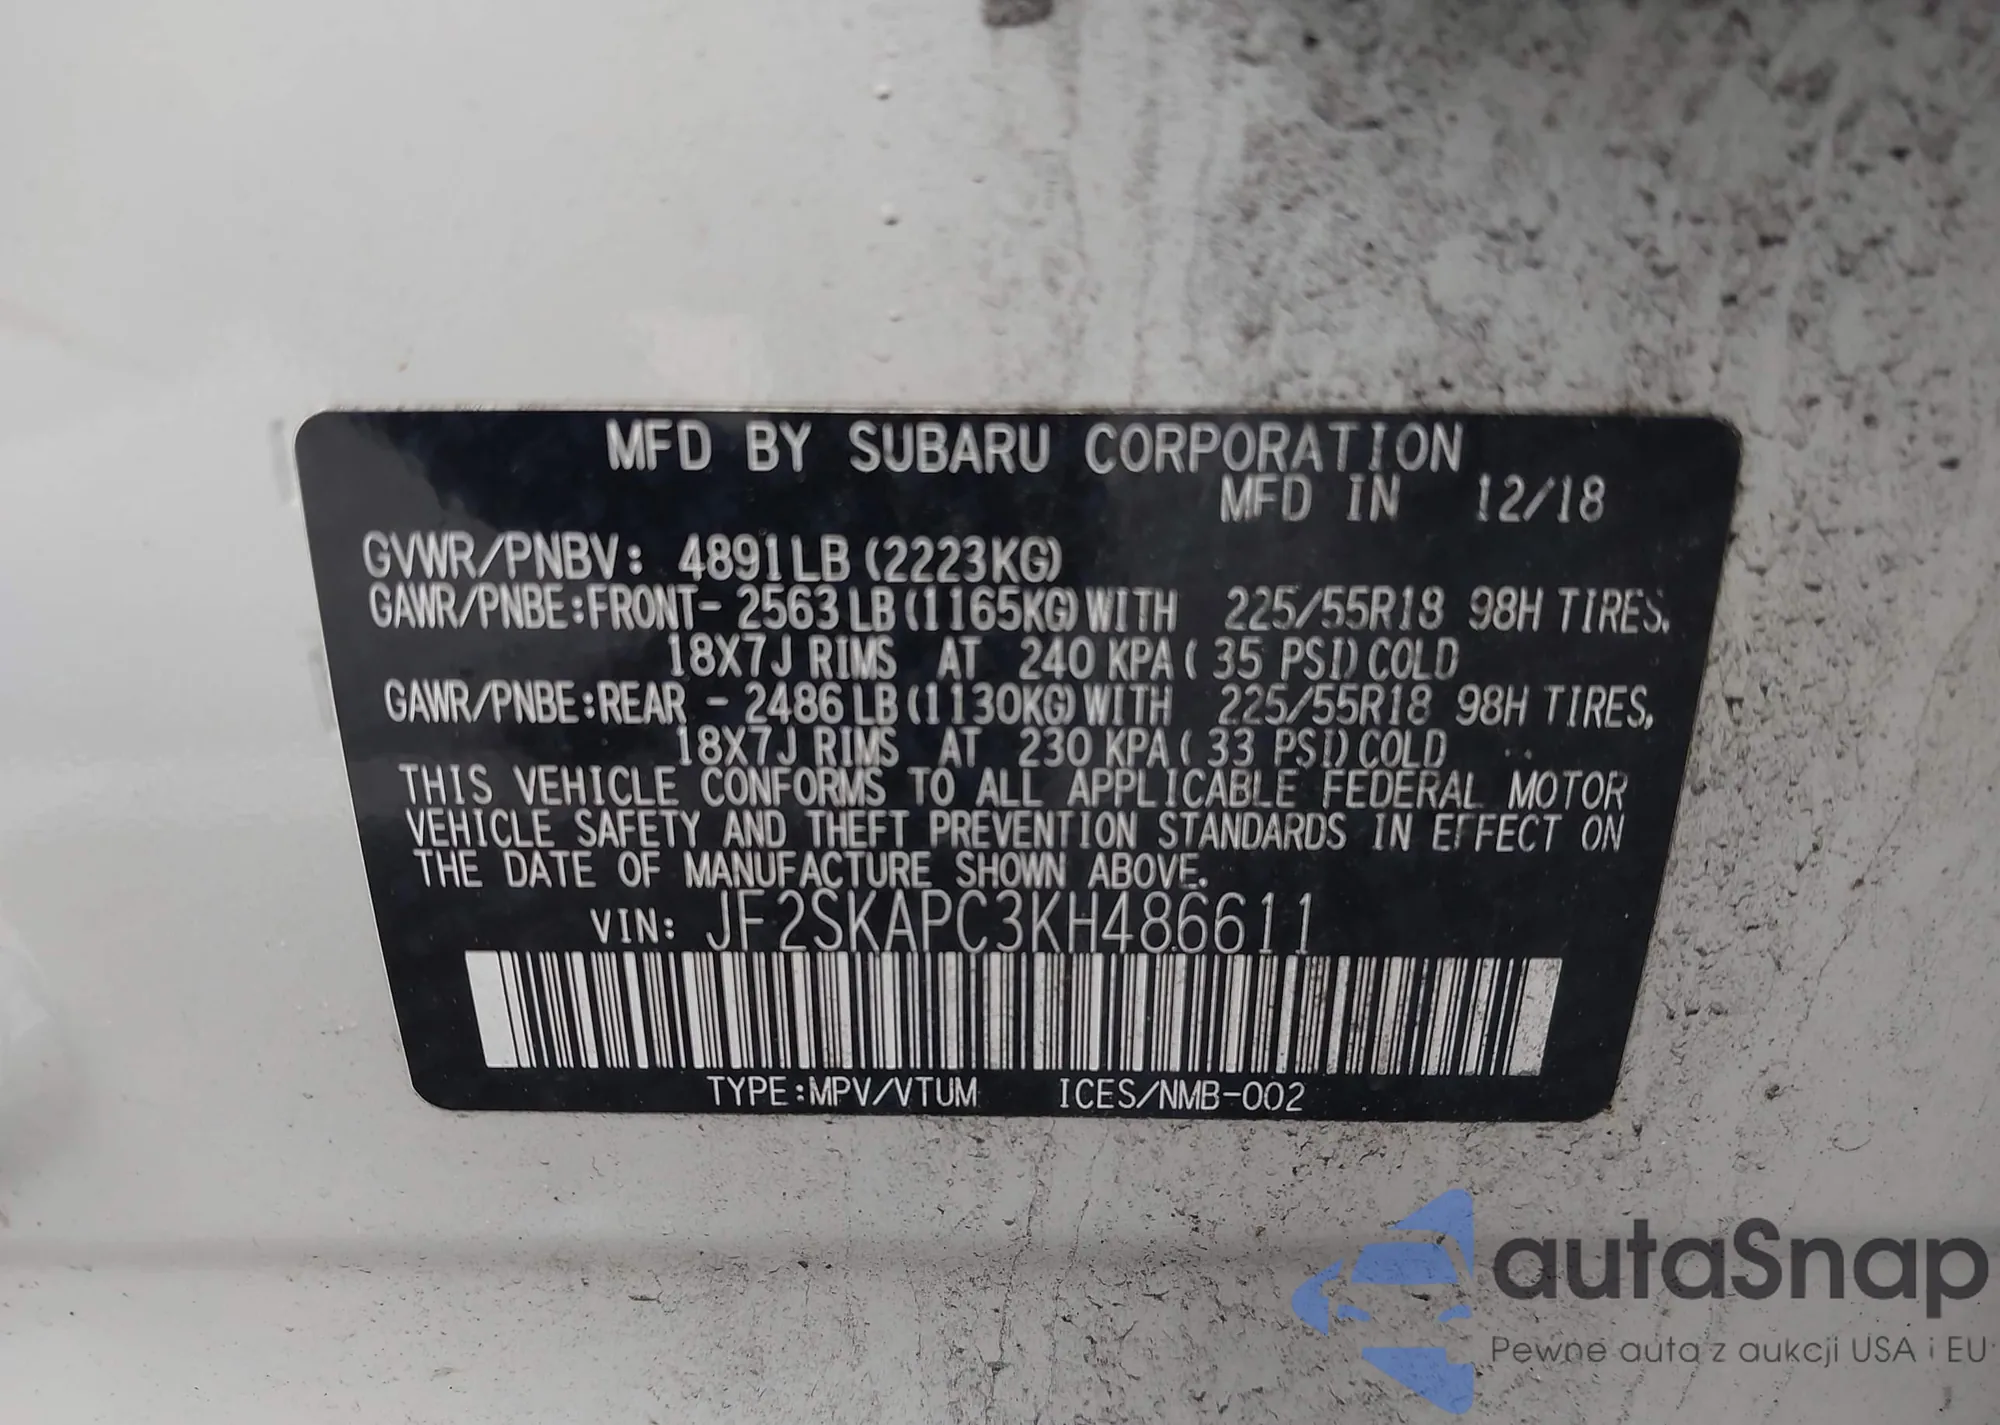 MFD BY SUBARU CORPORATION
MFD IN 12/18
GVWR/PNBV: 4891LB (2223KG)
GAWR/PNBE:FRONT- 2563LB (1165KG) WITH 225/55R18 98H TIRES,
18X7J RIMS AT 240 KPA ( 35 PSI) COLD
GAWR/PNBE:REAR - 2486LB (1130KG) WITH 225/55R18 98H TIRES,
18X7J RIMS AT 230 KPA ( 33 PSI) COLD
THIS VEHICLE CONFORMS TO ALL APPLICABLE FEDERAL MOTOR
VEHICLE SAFETY AND THEFT PREVENTION STANDARDS IN EFFECT ON
THE DATE OF MANUFACTURE SHOWN ABOVE.
VIN: JF2SKAPC3KH486611
TYPE:MPV/VTUM ICES/NMB-002
autaSnap
Pewne auta z aukcji USA i EU